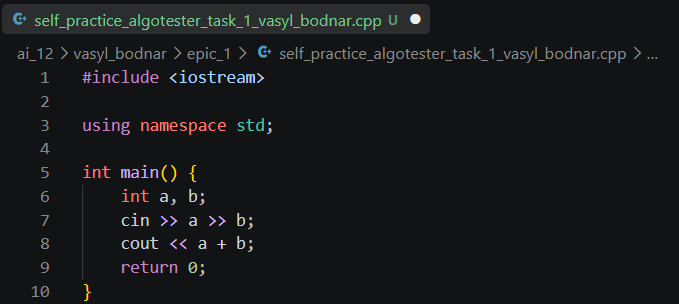 self_practice_algotester_task_1_vasyl_bodnar.cpp U
ai_12 > vasyl_bodnar > epic_1 > self_practice_algotester_task_1_vasyl_bodnar.cpp > ...
1 #include <iostream>
2
3 using namespace std;
4
5 int main() {
6     int a, b;
7     cin >> a >> b;
8     cout << a + b;
9     return 0;
10 }